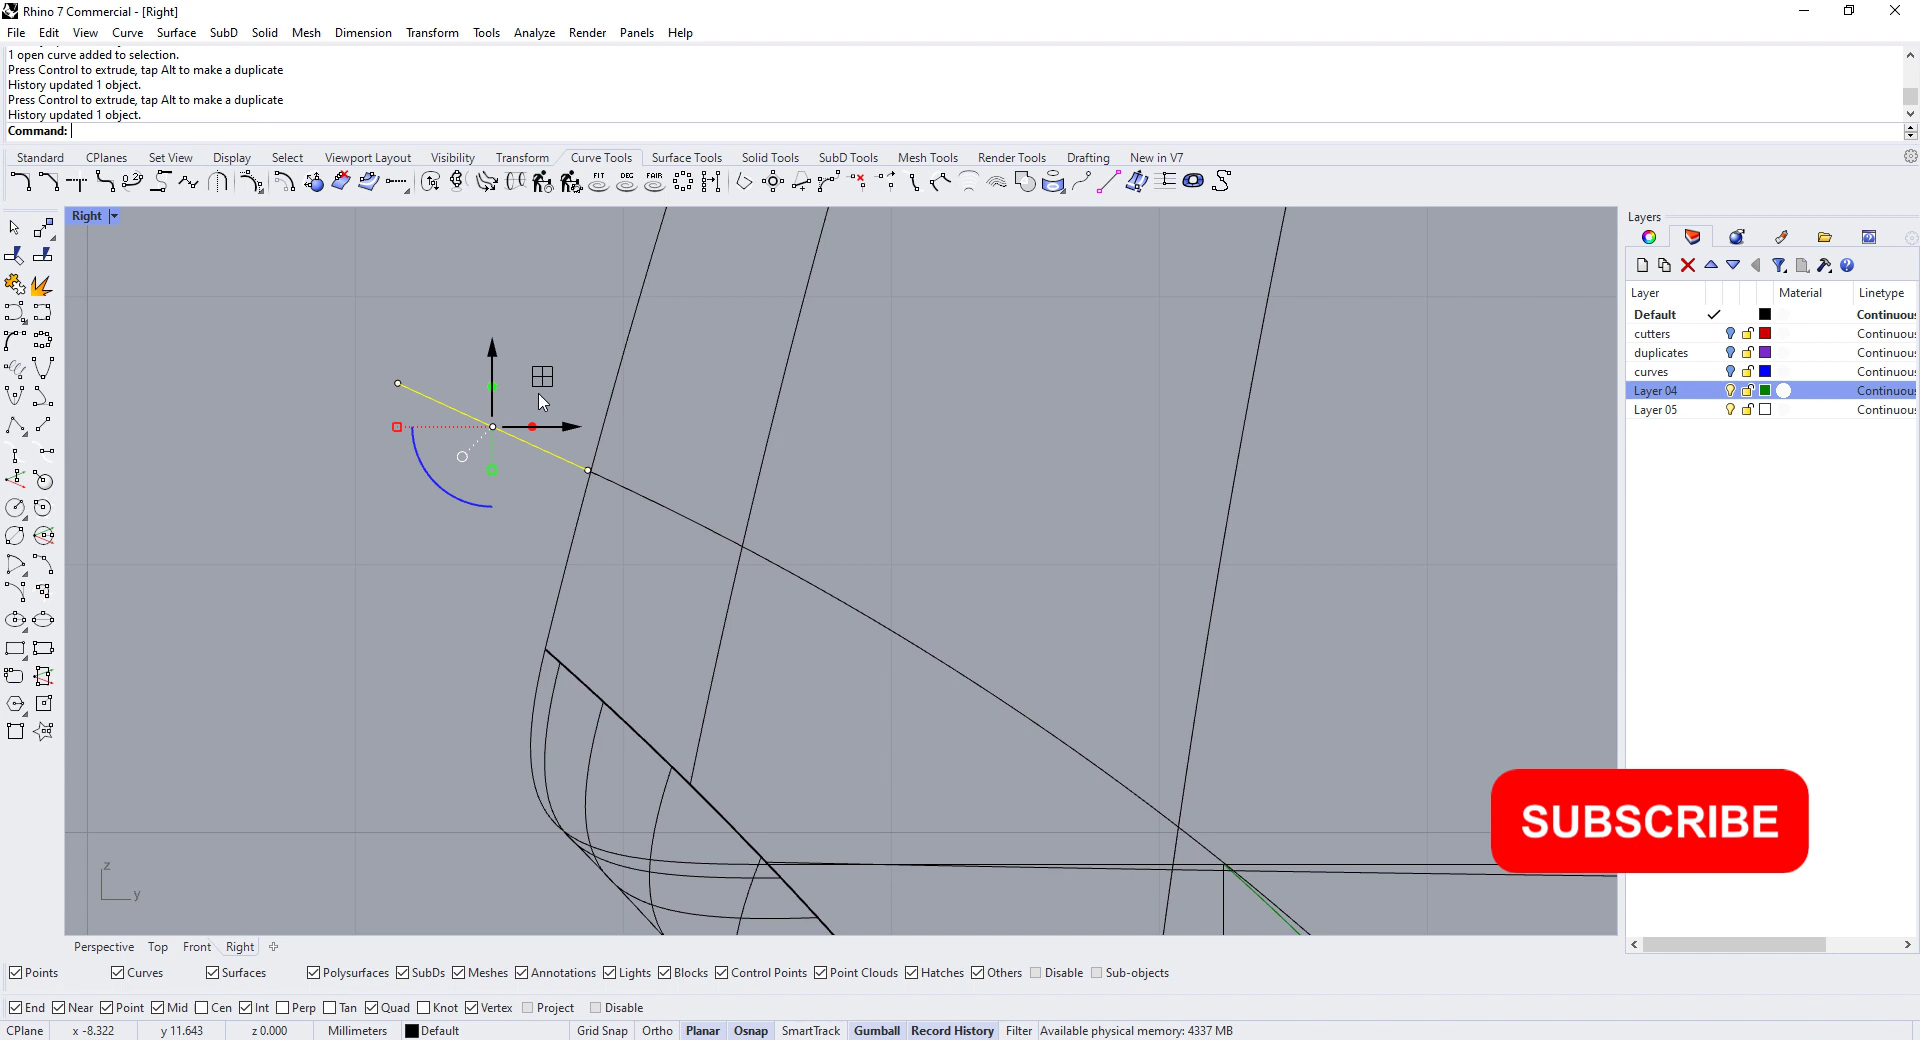 Rhino 7 Commercial - [Right]
File Edit View Curve Surface SubD Solid Mesh Dimension Transform Tools Analyze Render Panels Help
1 open curve added to selection.
Press Control to extrude, tap Alt to make a duplicate
History updated 1 object.
Press Control to extrude, tap Alt to make a duplicate
History updated 1 object.
Command:
Standard CPlanes Set View Display Select Viewport Layout Visibility Transform Curve Tools Surface Tools Solid Tools SubD Tools Mesh Tools Render Tools Drafting New in V7
FIT DEG FAIR
Right
Layers
Layer Material Linetype
Default Continuous
cutters Continuous
duplicates Continuous
curves Continuous
Layer 04 Continuous
Layer 05 Continuous
SUBSCRIBE
z
y
Perspective Top Front Right
Points Curves Surfaces Polysurfaces SubDs Meshes Annotations Lights Blocks Control Points Point Clouds Hatches Others Disable Sub-objects
End Near Point Mid Cen Int Perp Tan Quad Knot Vertex Project Disable
CPlane x -8.322 y 11.643 z 0.000 Millimeters Default Grid Snap Ortho Planar Osnap SmartTrack Gumball Record History Filter Available physical memory: 4337 MB